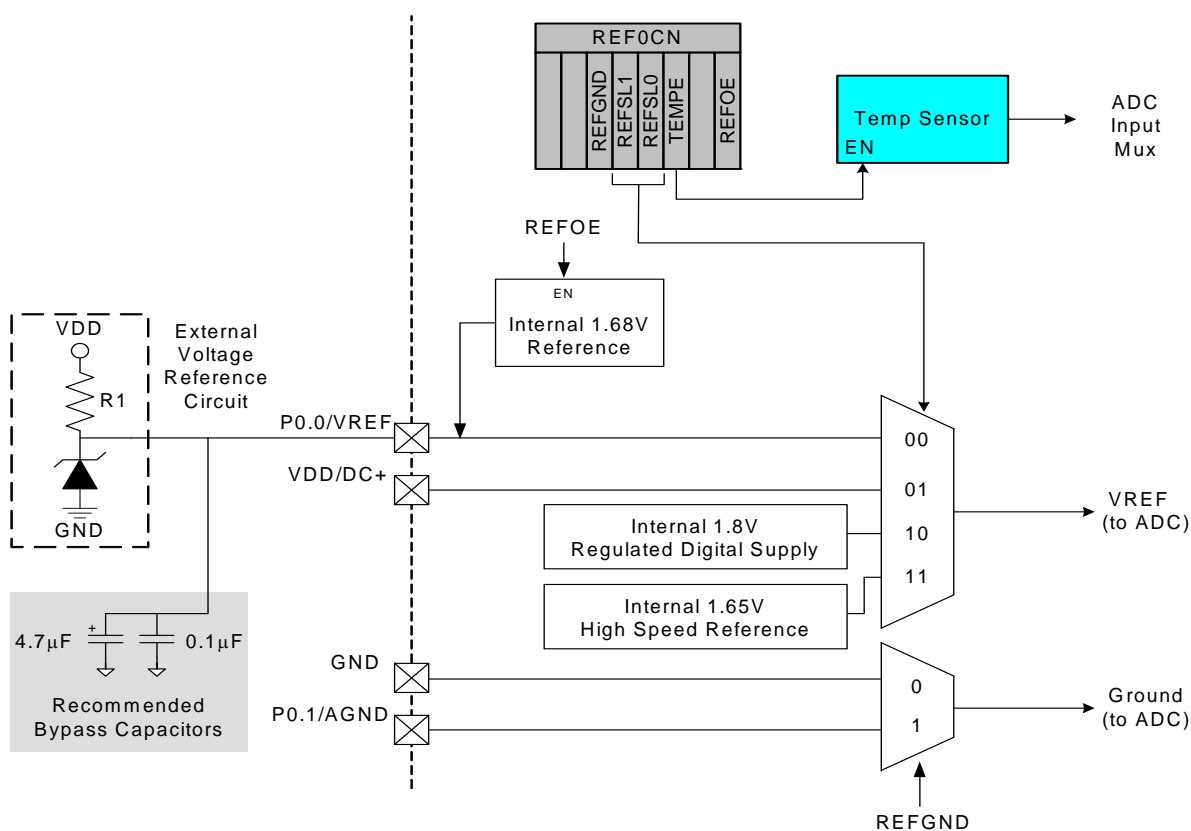 REF0CN
REFGND
REFSL1
REFSL0
TEMPE
REFOE
Temp Sensor
EN
ADC
Input
Mux
REFOE
EN
Internal 1.68V
Reference
VDD
R1
GND
External
Voltage
Reference
Circuit
P0.0/VREF
VDD/DC+
00
01
10
11
Internal 1.8V
Regulated Digital Supply
Internal 1.65V
High Speed Reference
VREF
(to ADC)
4.7μF
+
0.1μF
Recommended
Bypass Capacitors
GND
P0.1/AGND
0
1
Ground
(to ADC)
REFGND